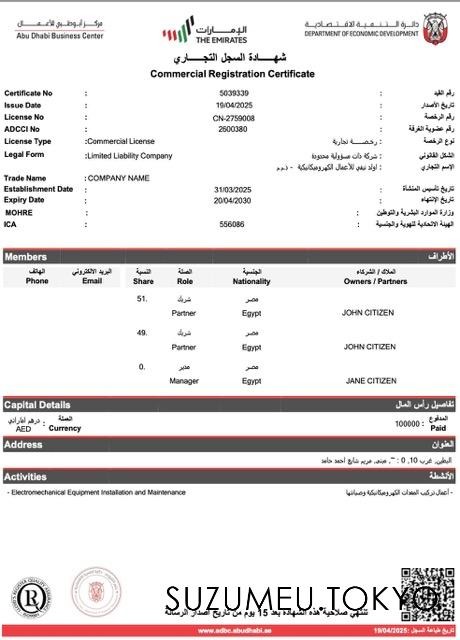 مركز أبوظبي للأعمال
Abu Dhabi Business Center
الإمارات
THE EMIRATES
دائرة التنمية الاقتصادية
DEPARTMENT OF ECONOMIC DEVELOPMENT
شهادة السجل التجاري
Commercial Registration Certificate
Certificate No : 5039339 : رقم القيد
Issue Date : 19/04/2025 : تاريخ الأصدار
License No : CN-2759008 : رقم الرخصة
ADCCI No : 2600380 : رقم عضوية الغرفة
License Type :Commercial License رخصة تجارية : نوع الرخصة
Legal Form :Limited Liability Company شركة ذات مسؤولية محدودة : الشكل القانوني
للأعمال الكهروميكانيكية - ذ.م.م : الإسم التجاري
Trade Name : COMPANY NAME
Establishment Date : 31/03/2025 : تاريخ تأسيس المنشأة
Expiry Date : 20/04/2030 : تاريخ الإنتهاء
MOHRE : : وزارة الموارد البشرية والتوطين
ICA : 556086 : الهيئة الاتحادية للهوية والجنسية
Members الأطراف
الهاتف البريد الالكتروني النسبة الصلة الجنسية الملاك / الشركاء
Phone Email Share Role Nationality Owners / Partners
51. شريك مصر
Partner Egypt JOHN CITIZEN
49. شريك مصر
Partner Egypt JOHN CITIZEN
0. مدير مصر
Manager Egypt JANE CITIZEN
Capital Details تفاصيل رأس المال
درهم اماراتي : العملة 100000 : المدفوع
AED Currency Paid
Address العنوان
البطين, غرب 10, 0 : مبنى, مريم شايع احمد حامد
Activities الأنشطة
- Electromechanical Equipment Installation and Maintenance - أعمال تركيب المعدات الكهروميكانيكية وصيانتها
SUZUMEU.TOKYO
تنتهي صلاحية هذه الشهادة بعد 15 يوم من تاريخ اصدار الرسالة
www.adbc.abudhabi.ae
تاريخ طباعة السجل :19/04/2025